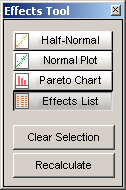 Effects Tool
Half-Normal
Normal Plot
Pareto Chart
Effects List
Clear Selection
Recalculate